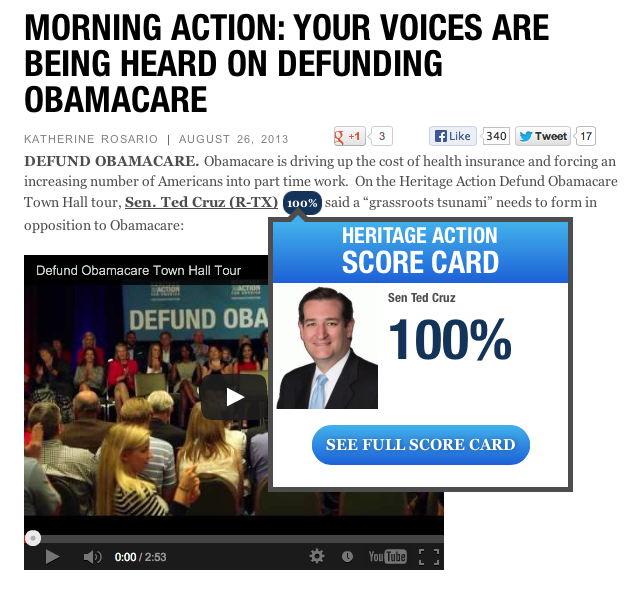 MORNING ACTION: YOUR VOICES ARE
BEING HEARD ON DEFUNDING
OBAMACARE
KATHERINE ROSARIO | AUGUST 26, 2013
g +1 3 Like 340 Tweet 17
DEFUND OBAMACARE. Obamacare is driving up the cost of health insurance and forcing an
increasing number of Americans into part time work. On the Heritage Action Defund Obamacare
Town Hall tour, Sen. Ted Cruz (R-TX) 100% said a “grassroots tsunami” needs to form in
opposition to Obamacare:
HERITAGE ACTION
SCORE CARD
Sen Ted Cruz
100%
SEE FULL SCORE CARD
Defund Obamacare Town Hall Tour
ACTION
DEFUND OBA
0:00 / 2:53
YouTube